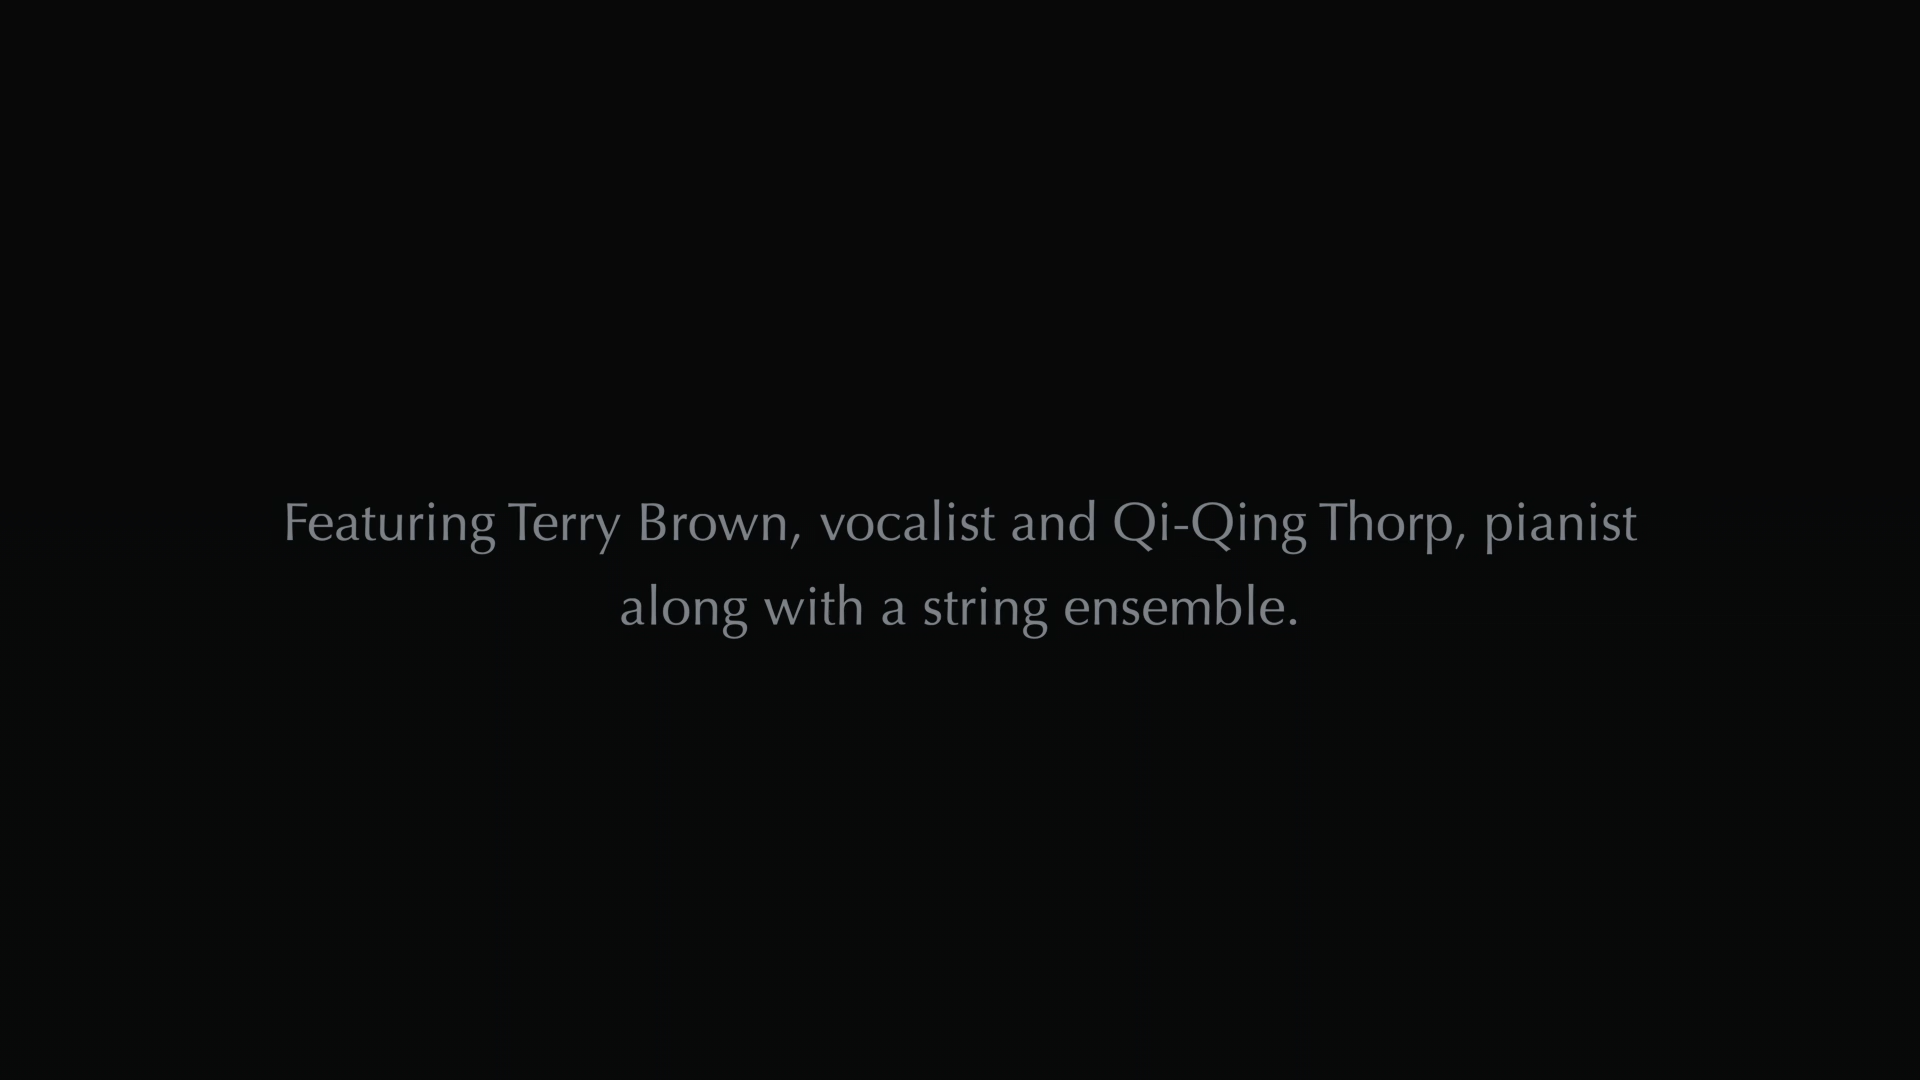 Featuring Terry Brown, vocalist and Qi-Qing Thorp, pianist
along with a string ensemble.